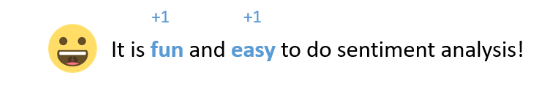 +1 +1
It is fun and easy to do sentiment analysis!